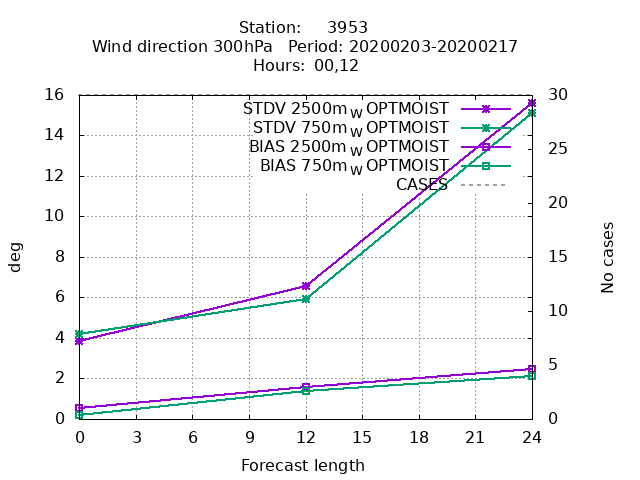 Station: 3953
Wind direction 300hPa Period: 20200203-20200217
Hours: 00,12
16 30
STDV 2500m W OPTMOIST
STDV 750m W OPTMOIST
14
BIAS 2500m W OPTMOIST
25
BIAS 750m W OPTMOIST
12
CASES
20
10
8 15
deg
No cases
6
10
4
5
2
0 0
0 3 6 9 12 15 18 21 24
Forecast length